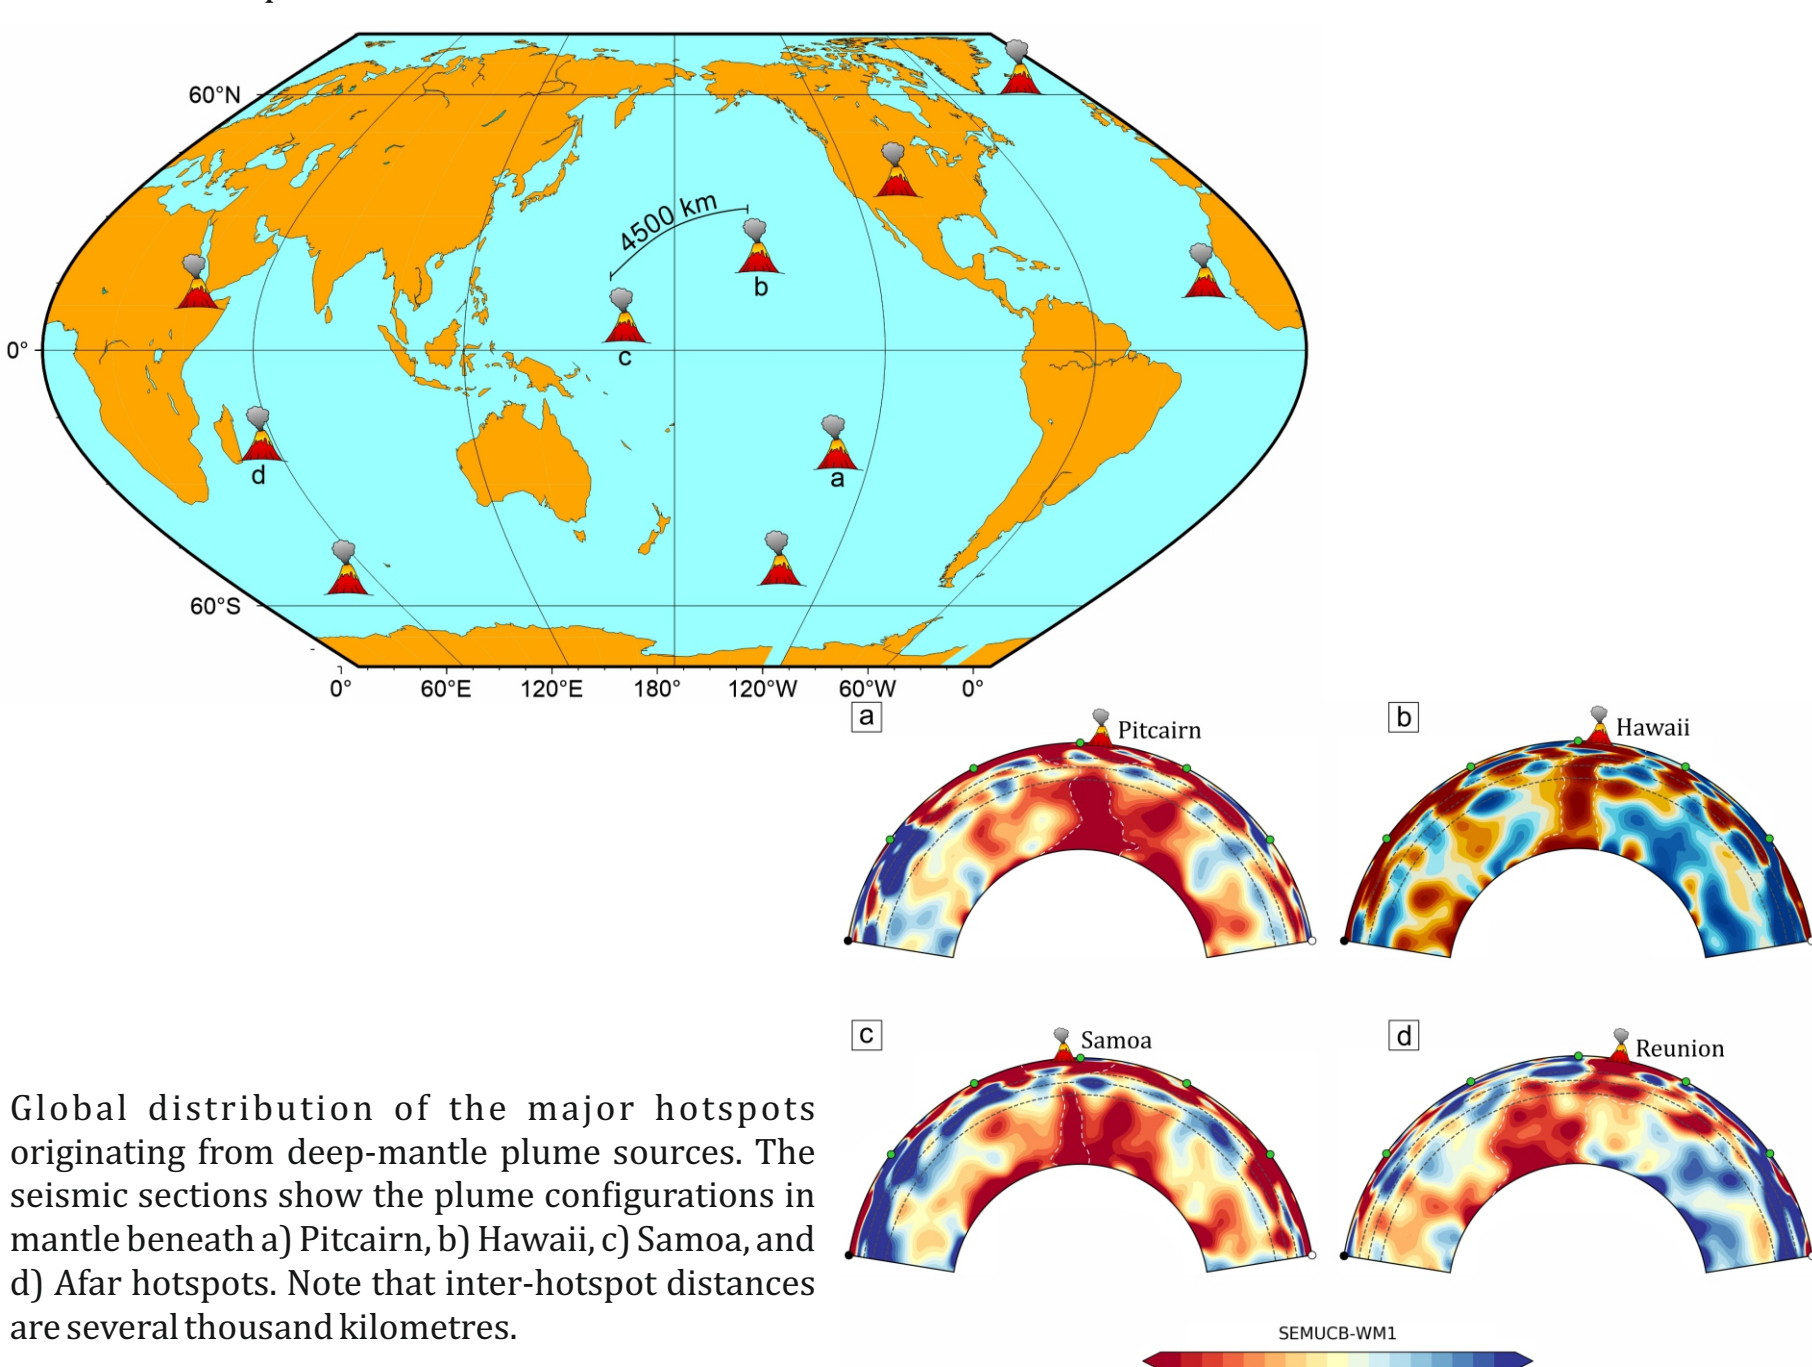 60°N
4500 km
b
c
0°
d
a
60°S
0° 60°E 120°E 180° 120°W 60°W 0°
a Pitcairn
b Hawaii
c Samoa
d Reunion
Global distribution of the major hotspots
originating from deep-mantle plume sources. The
seismic sections show the plume configurations in
mantle beneath a) Pitcairn, b) Hawaii, c) Samoa, and
d) Afar hotspots. Note that inter-hotspot distances
are several thousand kilometres.
SEMUCB-WM1